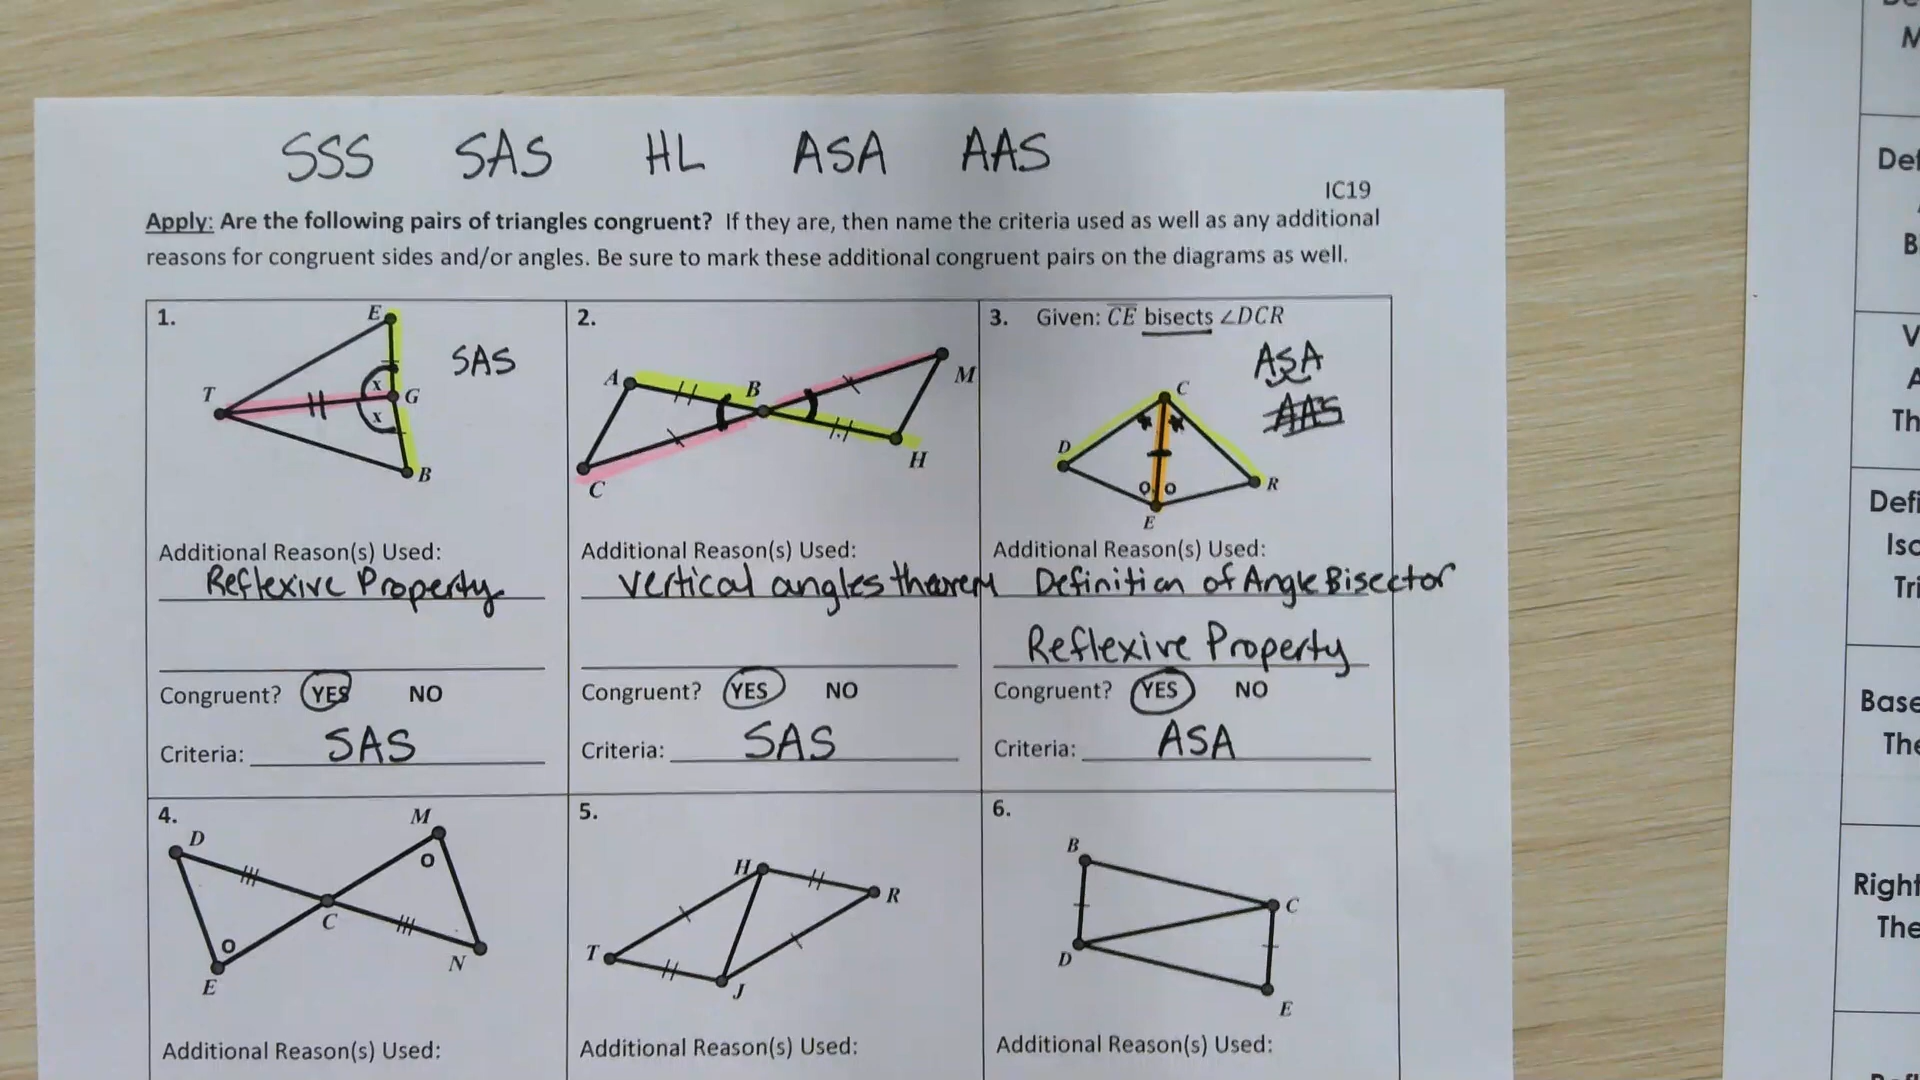 SSS SAS HL ASA AAS
IC19
Apply: Are the following pairs of triangles congruent? If they are, then name the criteria used as well as any additional
reasons for congruent sides and/or angles. Be sure to mark these additional congruent pairs on the diagrams as well.
1.
E
SAS
T
x
G
x
B
Additional Reason(s) Used:
Reflexive Property
Congruent? YES NO
Criteria: SAS
2.
A
B
M
H
C
Additional Reason(s) Used:
vertical angles theorem
Congruent? YES NO
Criteria: SAS
3. Given: CE bisects ∠DCR
ASA
AAS
C
D
R
E
Additional Reason(s) Used:
Definition of Angle Bisector
Reflexive Property
Congruent? YES NO
Criteria: ASA
4.
M
D
C
N
E
Additional Reason(s) Used:
5.
H
R
T
J
Additional Reason(s) Used:
6.
B
C
D
E
Additional Reason(s) Used:
M
B
V
Th
Base
Right
The